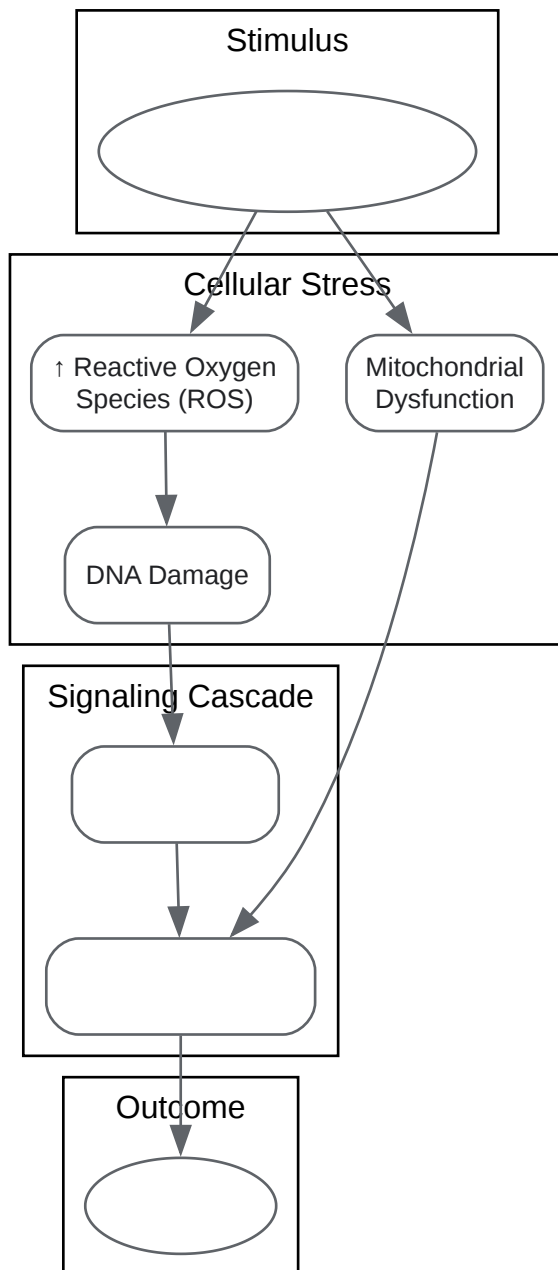 Stimulus
Cellular Stress
↑ Reactive Oxygen
Species (ROS)
Mitochondrial
Dysfunction
DNA Damage
Signaling Cascade
Outcome